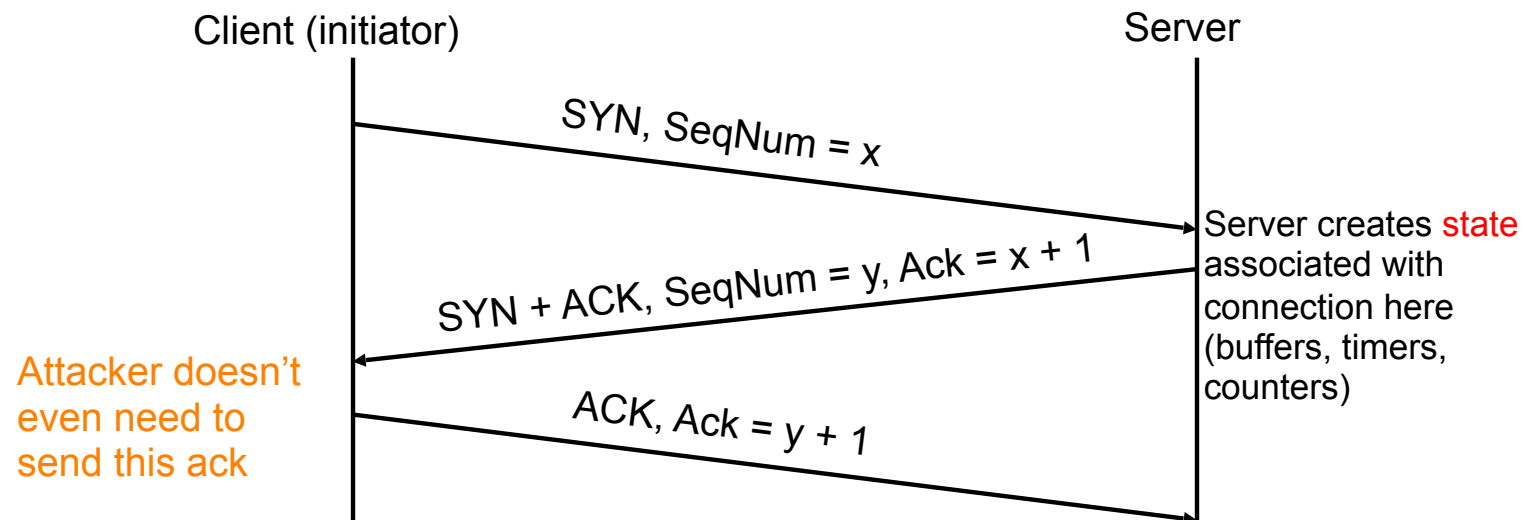 Client (initiator)
Server
SYN, SeqNum = x
Server creates state
associated with
connection here
(buffers, timers,
counters)
SYN + ACK, SeqNum = y, Ack = x + 1
Attacker doesn’t
even need to
send this ack
ACK, Ack = y + 1